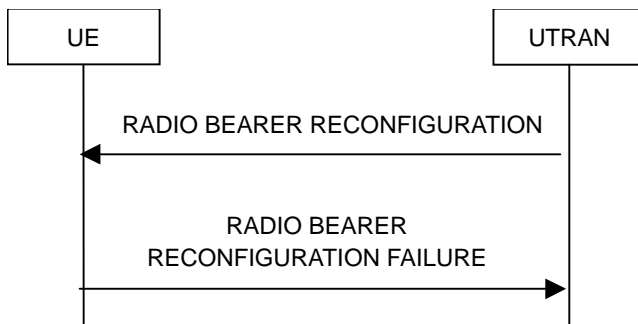 UE
UTRAN
RADIO BEARER RECONFIGURATION
RADIO BEARER
RECONFIGURATION FAILURE